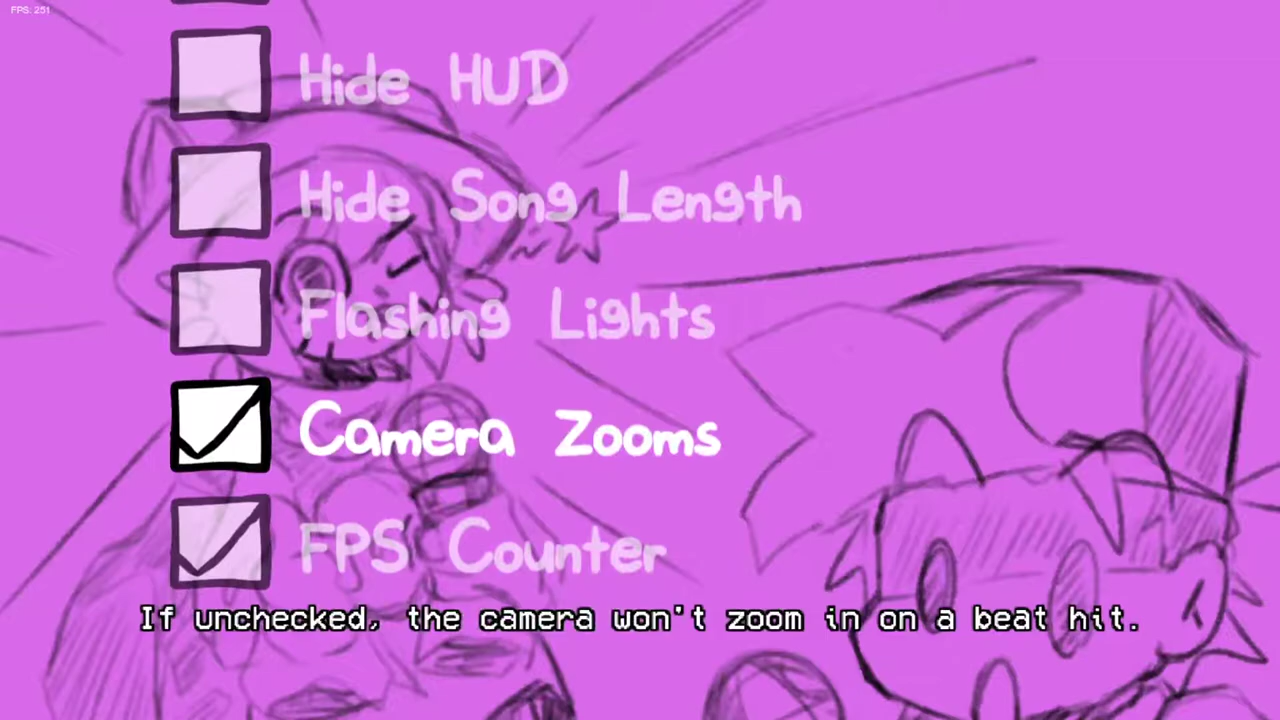 FPS: 251
Hide HUD
Hide Song Length
Flashing Lights
Camera Zooms
FPS Counter
If unchecked, the camera won't zoom in on a beat hit.